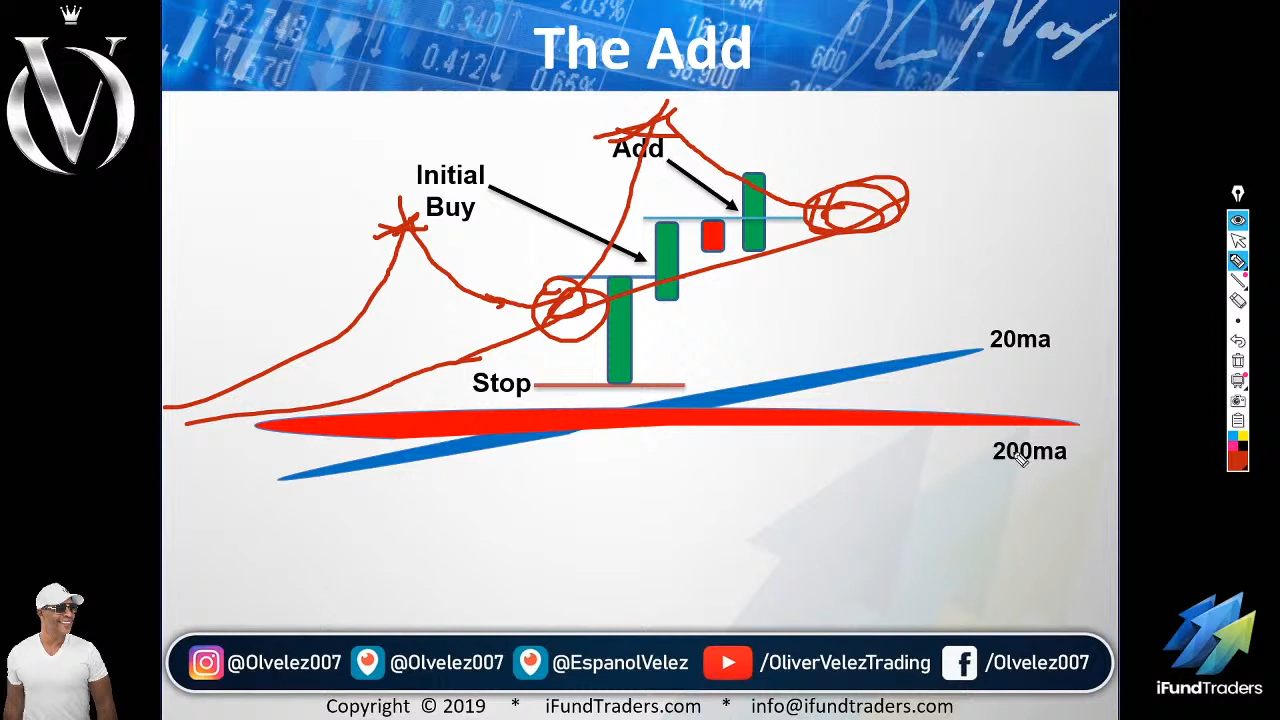 The Add
Add
Initial
Buy
20ma
Stop
200ma
@Olvelez007 @Olvelez007 @EspanolVelez /OliverVelezTrading /Olvelez007
iFundTraders
Copyright © 2019 * iFundTraders.com * info@ifundtraders.com